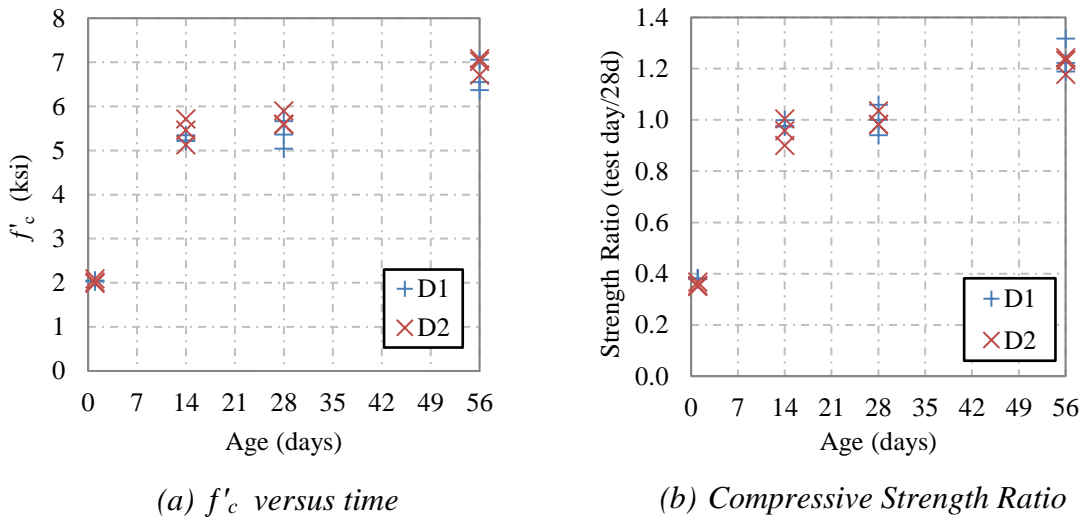 8
7
6
5
4
3
2
1
0
f'c (ksi)
0 7 14 21 28 35 42 49 56
Age (days)
D1
D2
(a) f'c versus time
1.4
1.2
1.0
0.8
0.6
0.4
0.2
0.0
Strength Ratio (test day/28d)
0 7 14 21 28 35 42 49 56
Age (days)
D1
D2
(b) Compressive Strength Ratio